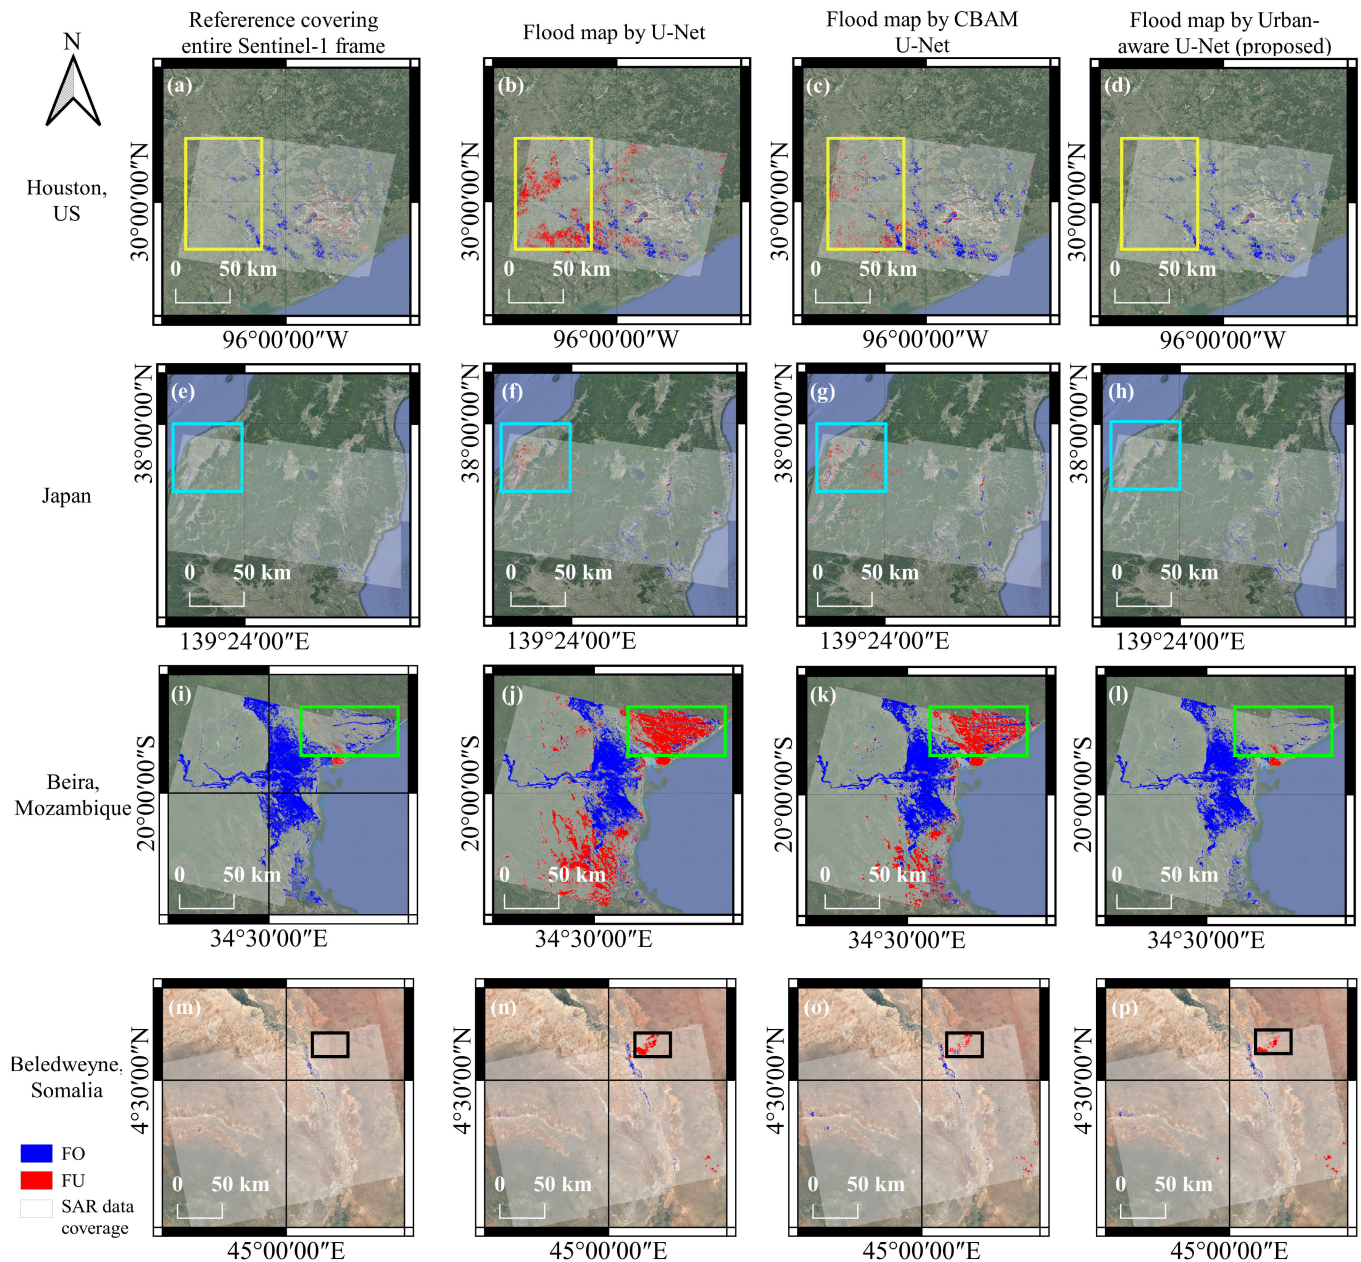 Refererence covering
entire Sentinel-1 frame
Flood map by U-Net
Flood map by CBAM
U-Net
Flood map by Urban-
aware U-Net (proposed)
N
Houston,
US
(a)
30°00′00″N
0 50 km
96°00′00″W
(b)
30°00′00″N
0 50 km
96°00′00″W
(c)
30°00′00″N
0 50 km
96°00′00″W
(d)
30°00′00″N
0 50 km
96°00′00″W
Japan
(e)
38°00′00″N
0 50 km
139°24′00″E
(f)
38°00′00″N
0 50 km
139°24′00″E
(g)
38°00′00″N
0 50 km
139°24′00″E
(h)
38°00′00″N
0 50 km
139°24′00″E
Beira,
Mozambique
(i)
20°00′00″S
0 50 km
34°30′00″E
(j)
20°00′00″S
0 50 km
34°30′00″E
(k)
20°00′00″S
0 50 km
34°30′00″E
(l)
20°00′00″S
0 50 km
34°30′00″E
Beledweyne,
Somalia
(m)
4°30′00″N
0 50 km
45°00′00″E
(n)
4°30′00″N
0 50 km
45°00′00″E
(o)
4°30′00″N
0 50 km
45°00′00″E
(p)
4°30′00″N
0 50 km
45°00′00″E
FO
FU
SAR data
coverage